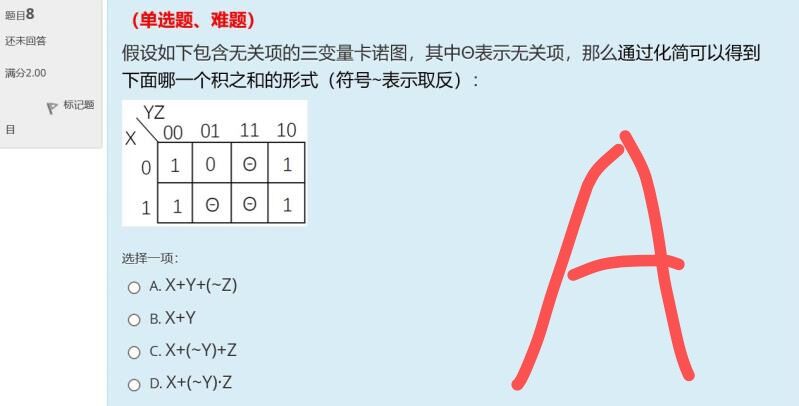 题目8
还未回答
满分2.00
标记题
目
（单选题、难题）
假设如下包含无关项的三变量卡诺图，其中Θ表示无关项，那么通过化简可以得到
下面哪一个积之和的形式（符号~表示取反）：
YZ
X 00 01 11 10
0 1 0 Θ 1
1 1 Θ Θ 1
选择一项：
A. X+Y+(~Z)
B. X+Y
C. X+(~Y)+Z
D. X+(~Y)·Z
A